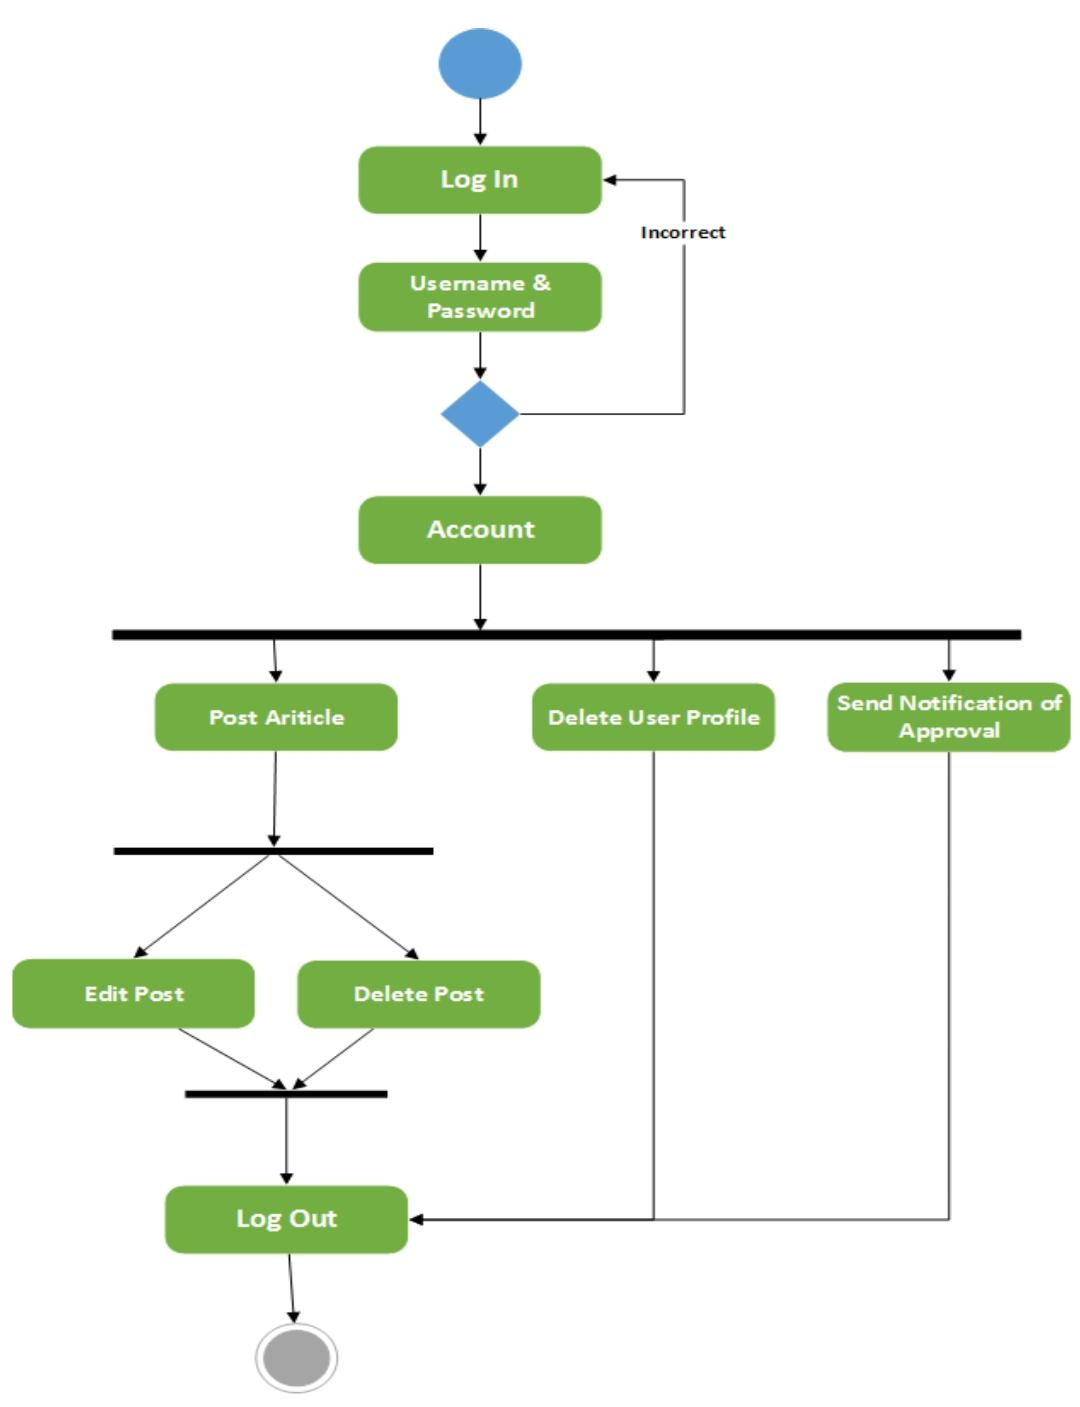 Log In
Incorrect
Username &
Password
Account
Post Ariticle
Delete User Profile
Send Notification of
Approval
Edit Post
Delete Post
Log Out